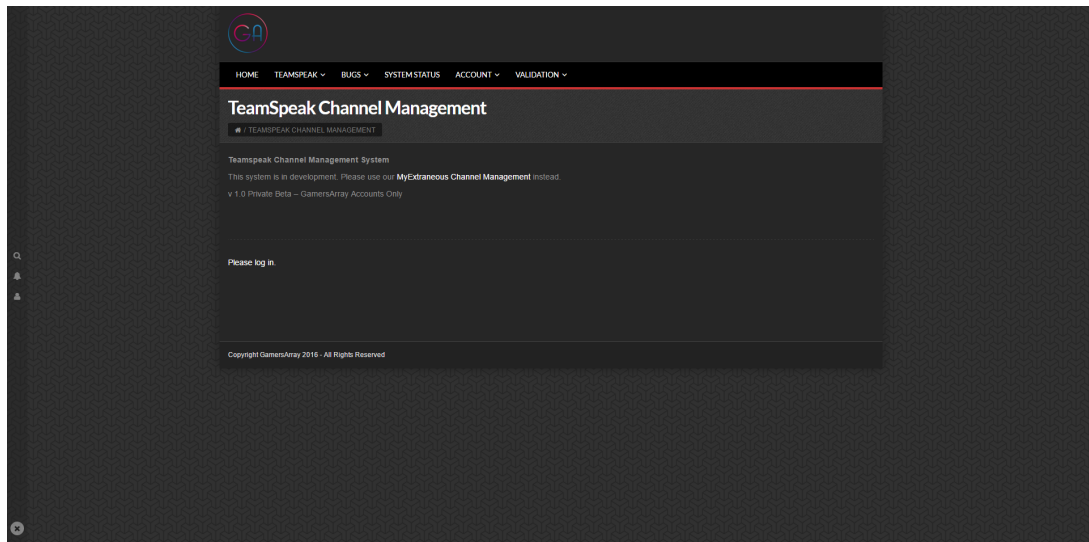 GA
HOME TEAMSPEAK BUGS SYSTEM STATUS ACCOUNT VALIDATION
TeamSpeak Channel Management
/ TEAMSPEAK CHANNEL MANAGEMENT
Teamspeak Channel Management System
This system is in development. Please use our MyExtraneous Channel Management instead.
v 1.0 Private Beta – GamersArray Accounts Only
Please log in.
Copyright GamersArray 2016 - All Rights Reserved